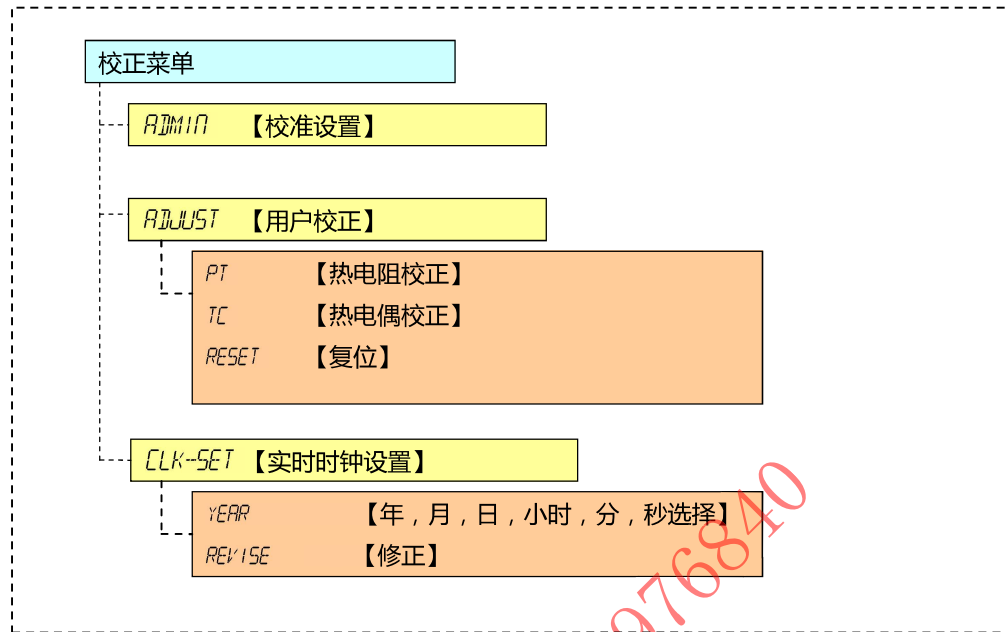 校正菜单
ADMIN 【校准设置】
ADJUST 【用户校正】
PT 【热电阻校正】
TC 【热电偶校正】
RESET 【复位】
CLK-SET 【实时时钟设置】
YEAR 【年，月，日，小时，分，秒选择】
REVISE 【修正】
976840